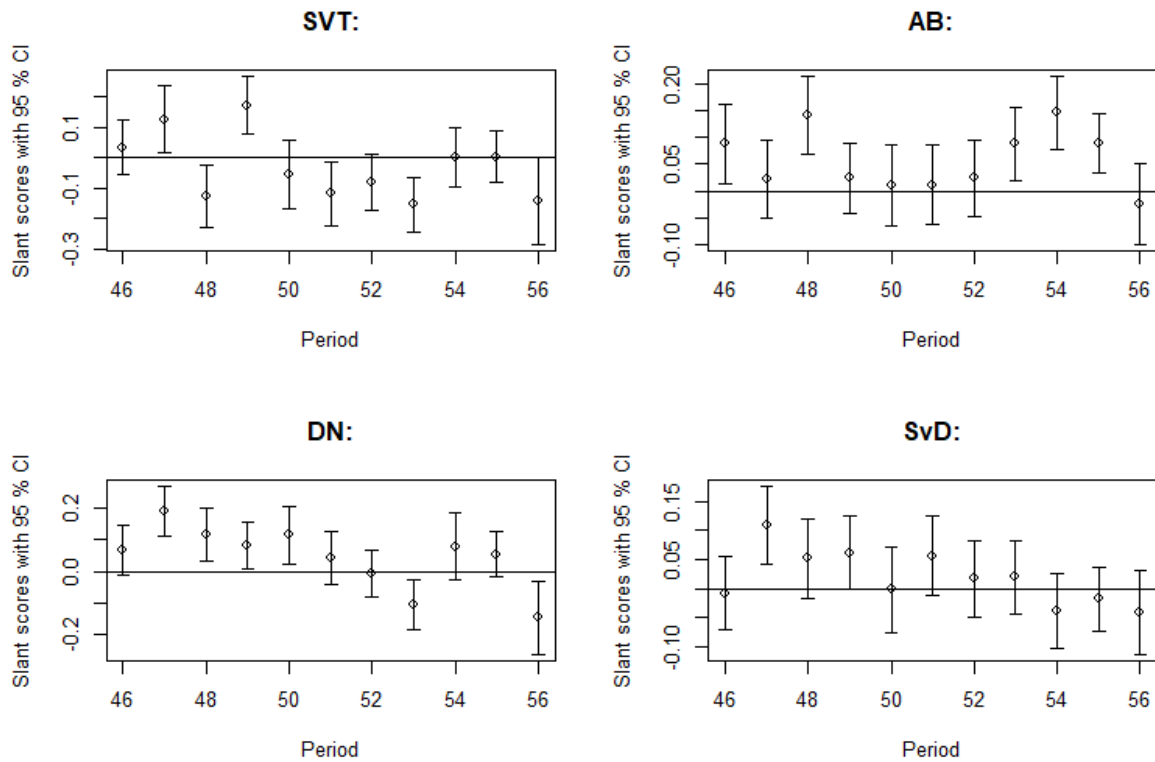 SVT:
Slant scores with 95 % CI
0.1
-0.1
-0.3
46 48 50 52 54 56
Period
AB:
Slant scores with 95 % CI
0.20
0.05
-0.10
46 48 50 52 54 56
Period
DN:
Slant scores with 95 % CI
0.2
0.0
-0.2
46 48 50 52 54 56
Period
SvD:
Slant scores with 95 % CI
0.15
0.05
-0.10
46 48 50 52 54 56
Period